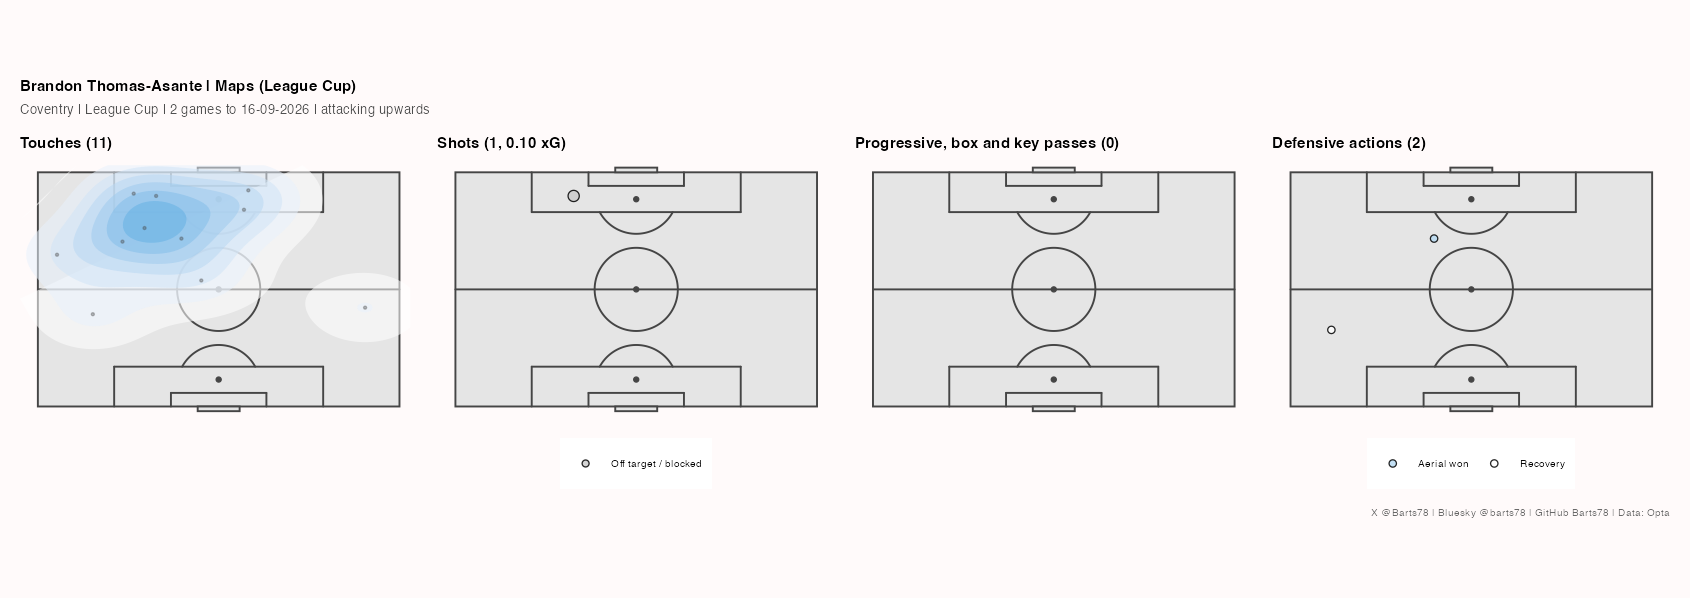 Brandon Thomas-Asante | Maps (League Cup)
Coventry | League Cup | 2 games to 16-09-2026 | attacking upwards
Touches (11)
Shots (1, 0.10 xG)
Progressive, box and key passes (0)
Defensive actions (2)
Off target / blocked
Aerial won
Recovery
X @Barts78 | Bluesky @barts78 | GitHub Barts78 | Data: Opta